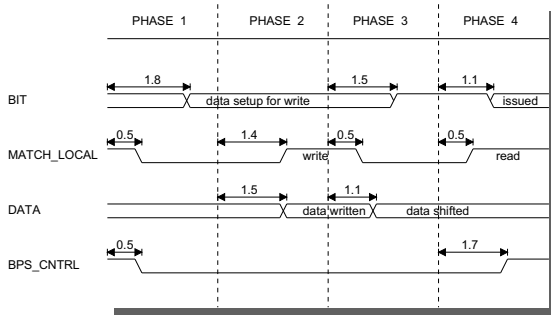 PHASE 1 PHASE 2 PHASE 3 PHASE 4
1.8 1.5 1.1
BIT data setup for write issued
0.5 1.4 0.5 0.5
MATCH_LOCAL write read
1.5 1.1
DATA data written data shifted
0.5 1.7
BPS_CNTRL